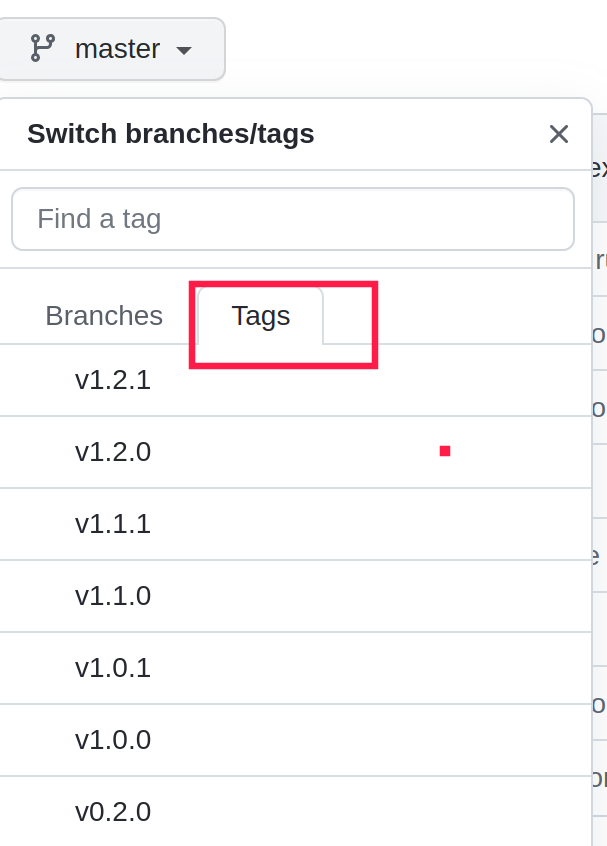 master
Switch branches/tags
Find a tag
Branches
Tags
v1.2.1
v1.2.0
v1.1.1
v1.1.0
v1.0.1
v1.0.0
v0.2.0